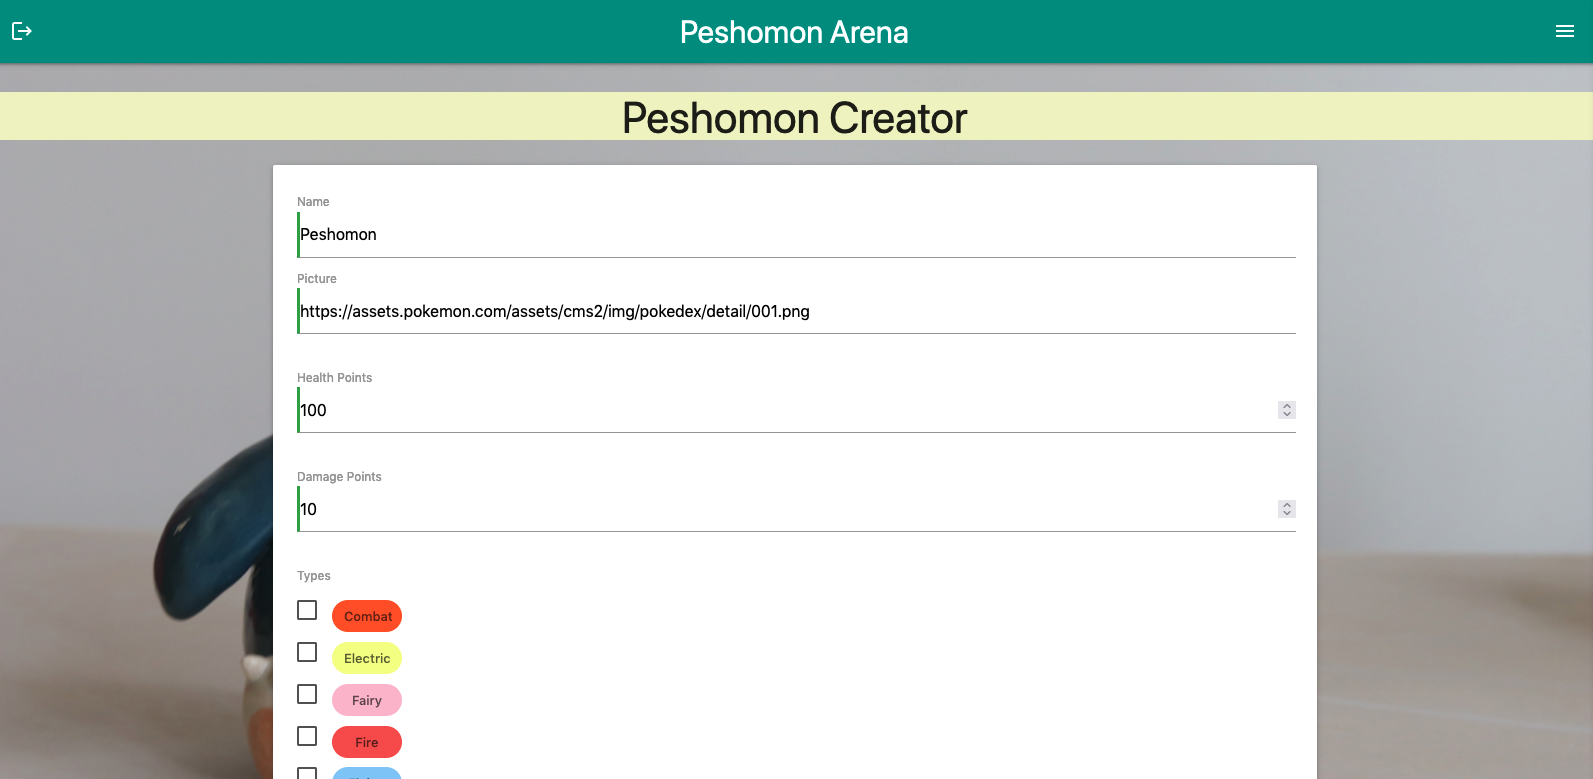 Peshomon Arena
Peshomon Creator
Name
Peshomon
Picture
https://assets.pokemon.com/assets/cms2/img/pokedex/detail/001.png
Health Points
100
Damage Points
10
Types
Combat
Electric
Fairy
Fire